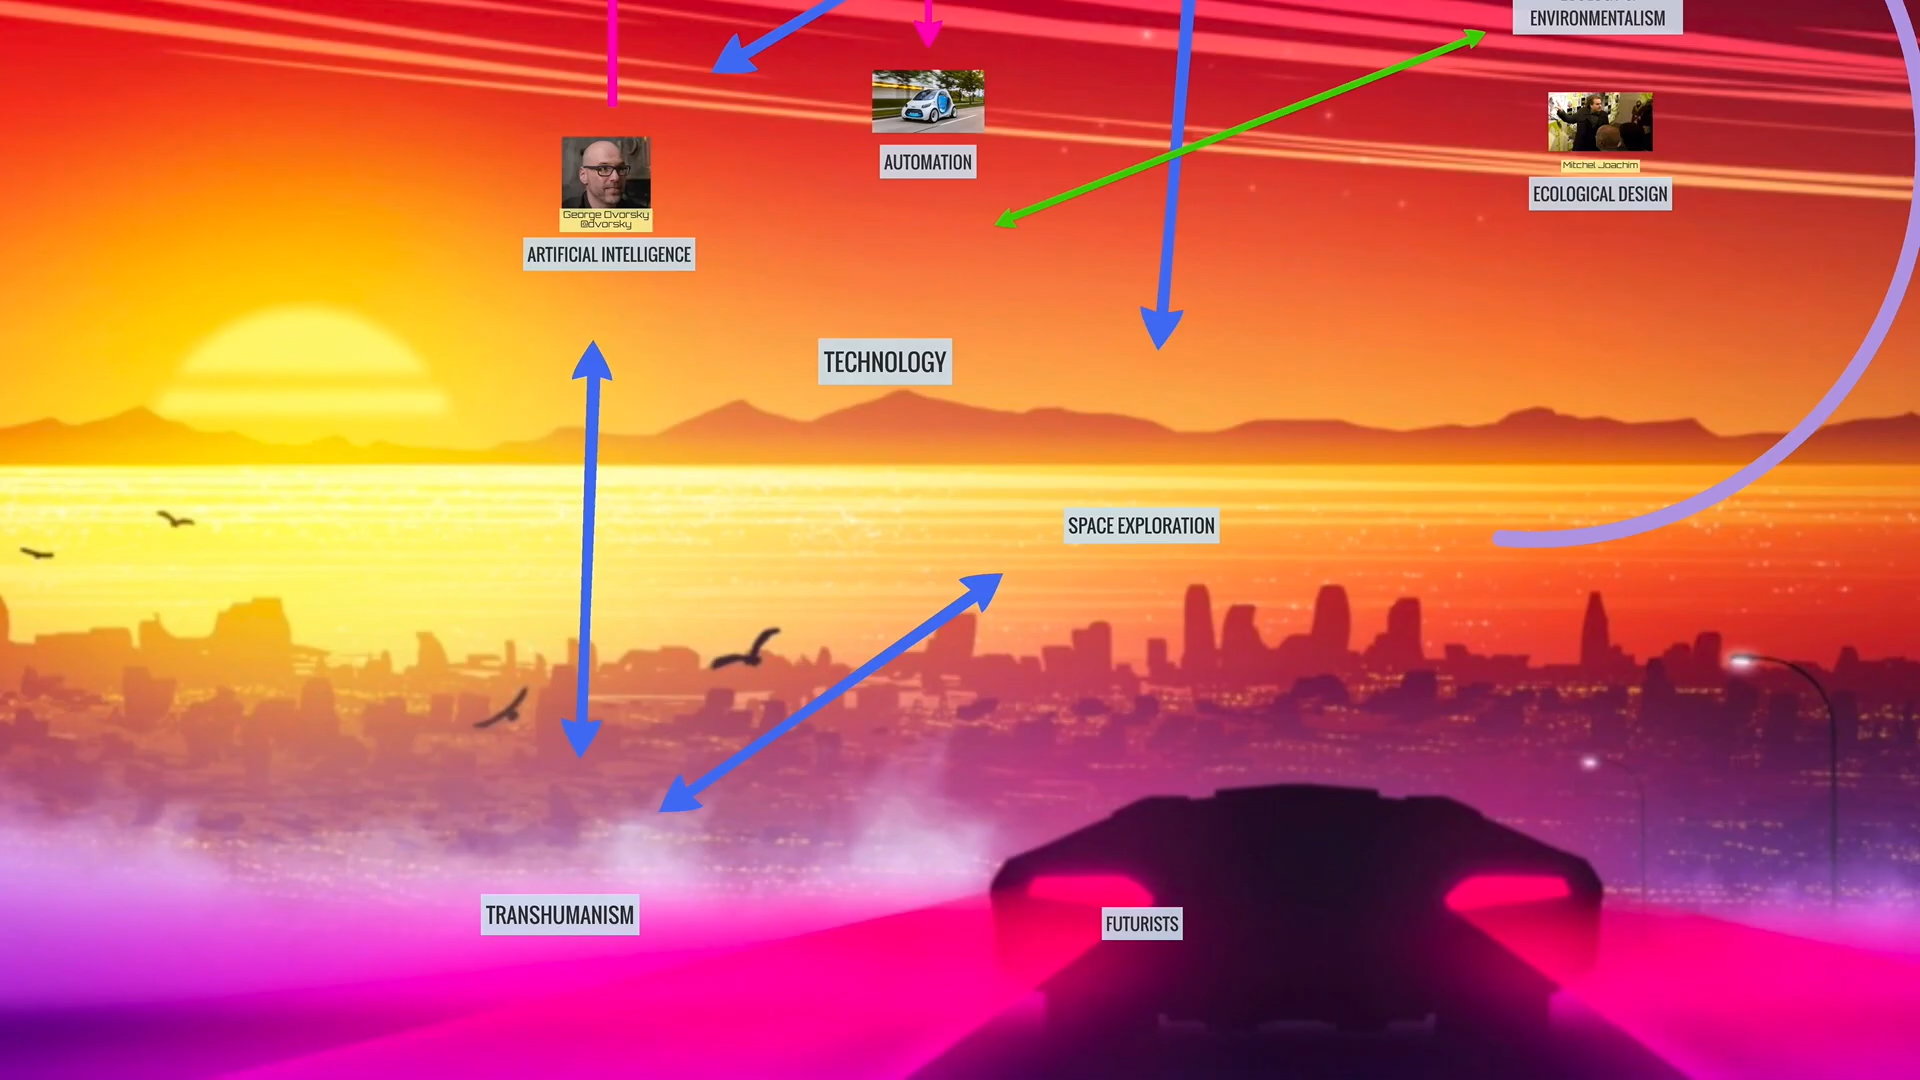 ENVIRONMENTALISM
AUTOMATION
Mitchel Joachim
ECOLOGICAL DESIGN
George Dvorsky
@dvorsky
ARTIFICIAL INTELLIGENCE
TECHNOLOGY
SPACE EXPLORATION
TRANSHUMANISM
FUTURISTS